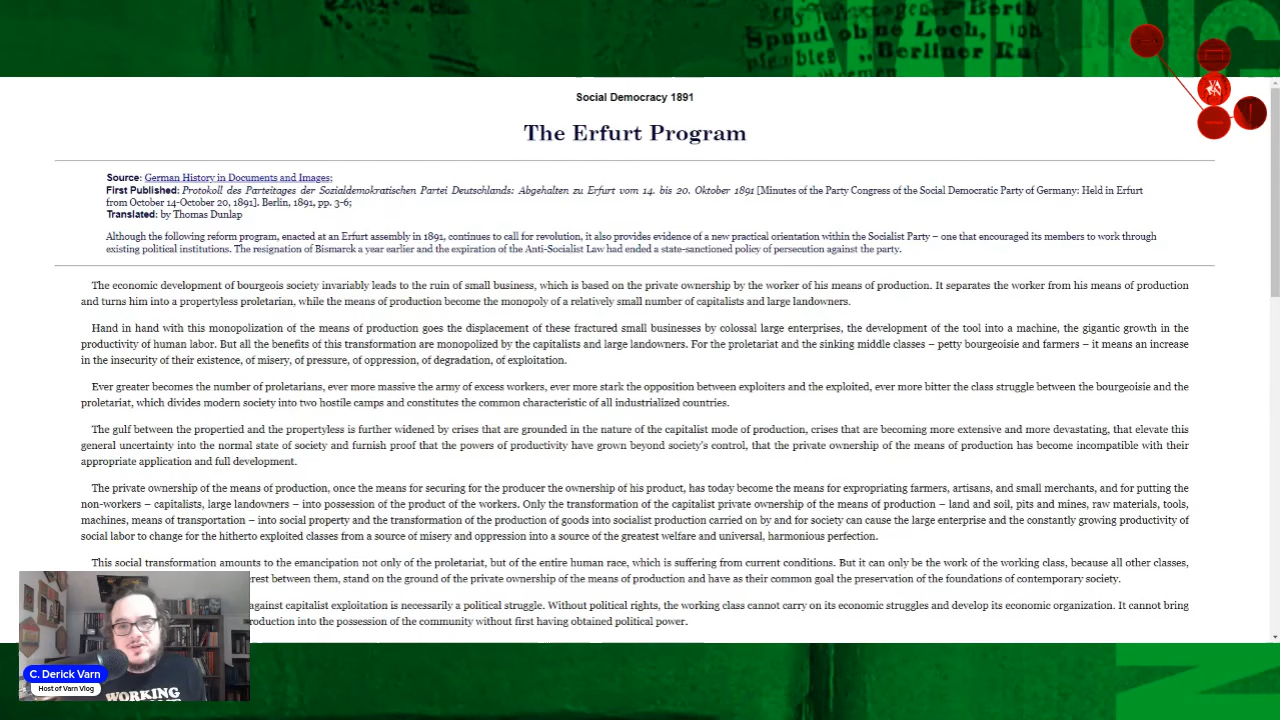 Berth
Spund ohne Loch,
"Berliner
Social Democracy 1891
The Erfurt Program
Source: German History in Documents and Images;
First Published: Protokoll des Parteitages der Sozialdemokratischen Partei Deutschlands: Abgehalten zu Erfurt vom 14. bis 20. Oktober 1891 [Minutes of the Party Congress of the Social Democratic Party of Germany: Held in Erfurt
from October 14-October 20, 1891]. Berlin, 1891, pp. 3-6;
Translated: by Thomas Dunlap
Although the following reform program, enacted at an Erfurt assembly in 1891, continues to call for revolution, it also provides evidence of a new practical orientation within the Socialist Party – one that encouraged its members to work through
existing political institutions. The resignation of Bismarck a year earlier and the expiration of the Anti-Socialist Law had ended a state-sanctioned policy of persecution against the party.
The economic development of bourgeois society invariably leads to the ruin of small business, which is based on the private ownership by the worker of his means of production. It separates the worker from his means of production
and turns him into a propertyless proletarian, while the means of production become the monopoly of a relatively small number of capitalists and large landowners.
Hand in hand with this monopolization of the means of production goes the displacement of these fractured small businesses by colossal large enterprises, the development of the tool into a machine, the gigantic growth in the
productivity of human labor. But all the benefits of this transformation are monopolized by the capitalists and large landowners. For the proletariat and the sinking middle classes – petty bourgeoisie and farmers – it means an increase
in the insecurity of their existence, of misery, of pressure, of oppression, of degradation, of exploitation.
Ever greater becomes the number of proletarians, ever more massive the army of excess workers, ever more stark the opposition between exploiters and the exploited, ever more bitter the class struggle between the bourgeoisie and the
proletariat, which divides modern society into two hostile camps and constitutes the common characteristic of all industrialized countries.
The gulf between the propertied and the propertyless is further widened by crises that are grounded in the nature of the capitalist mode of production, crises that are becoming more extensive and more devastating, that elevate this
general uncertainty into the normal state of society and furnish proof that the powers of productivity have grown beyond society's control, that the private ownership of the means of production has become incompatible with their
appropriate application and full development.
The private ownership of the means of production, once the means for securing for the producer the ownership of his product, has today become the means for expropriating farmers, artisans, and small merchants, and for putting the
non-workers – capitalists, large landowners – into possession of the product of the workers. Only the transformation of the capitalist private ownership of the means of production – land and soil, pits and mines, raw materials, tools,
machines, means of transportation – into social property and the transformation of the production of goods into socialist production carried on by and for society can cause the large enterprise and the constantly growing productivity of
social labor to change for the hitherto exploited classes from a source of misery and oppression into a source of the greatest welfare and universal, harmonious perfection.
This social transformation amounts to the emancipation not only of the proletariat, but of the entire human race, which is suffering from current conditions. But it can only be the work of the working class, because all other classes,
between them, stand on the ground of the private ownership of the means of production and have as their common goal the preservation of the foundations of contemporary society.
against capitalist exploitation is necessarily a political struggle. Without political rights, the working class cannot carry on its economic struggles and develop its economic organization. It cannot bring
into the possession of the community without first having obtained political power.
C. Derick Varn
Host of Varn Vlog
WORKING